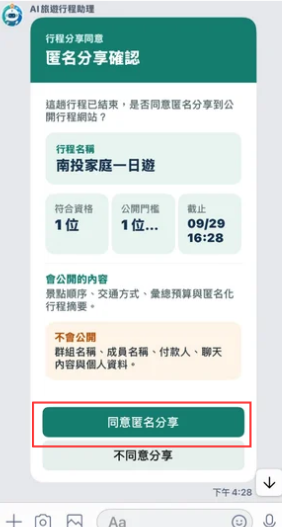 AI 旅遊行程助理
行程分享同意
匿名分享確認
這趟行程已結束，是否同意匿名分享到公
開行程網站？
行程名稱
南投家庭一日遊
符合資格
1 位
公開門檻
1 位...
截止
09/29
16:28
會公開的內容
景點順序、交通方式、彙總預算與匿名化
行程摘要。
不會公開
群組名稱、成員名稱、付款人、聊天
內容與個人資料。
同意匿名分享
不同意分享
下午 4:28
Aa